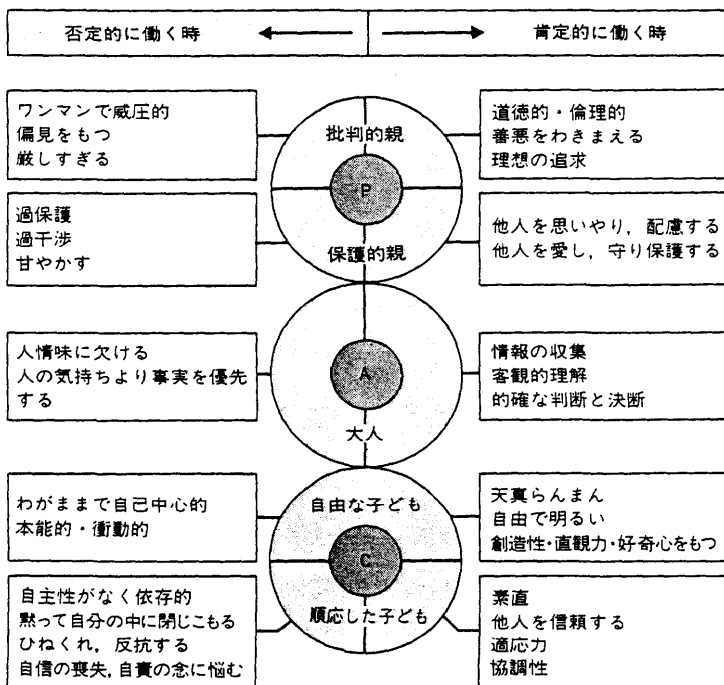 否定的に働く時
肯定的に働く時
ワンマンで威圧的
偏見をもつ
厳しすぎる
批判的親
P
保護的親
道徳的・倫理的
善悪をわきまえる
理想の追求
過保護
過干渉
甘やかす
他人を思いやり，配慮する
他人を愛し，守り保護する
人情味に欠ける
人の気持ちより事実を優先
する
A
大人
情報の収集
客観的理解
的確な判断と決断
わがままで自己中心的
本能的・衝動的
自由な子ども
C
順応した子ども
天真らんまん
自由で明るい
創造性・直観力・好奇心をもつ
自主性がなく依存的
黙って自分の中に閉じこもる
ひねくれ，反抗する
自信の喪失，自責の念に悩む
素直
他人を信頼する
適応力
協調性